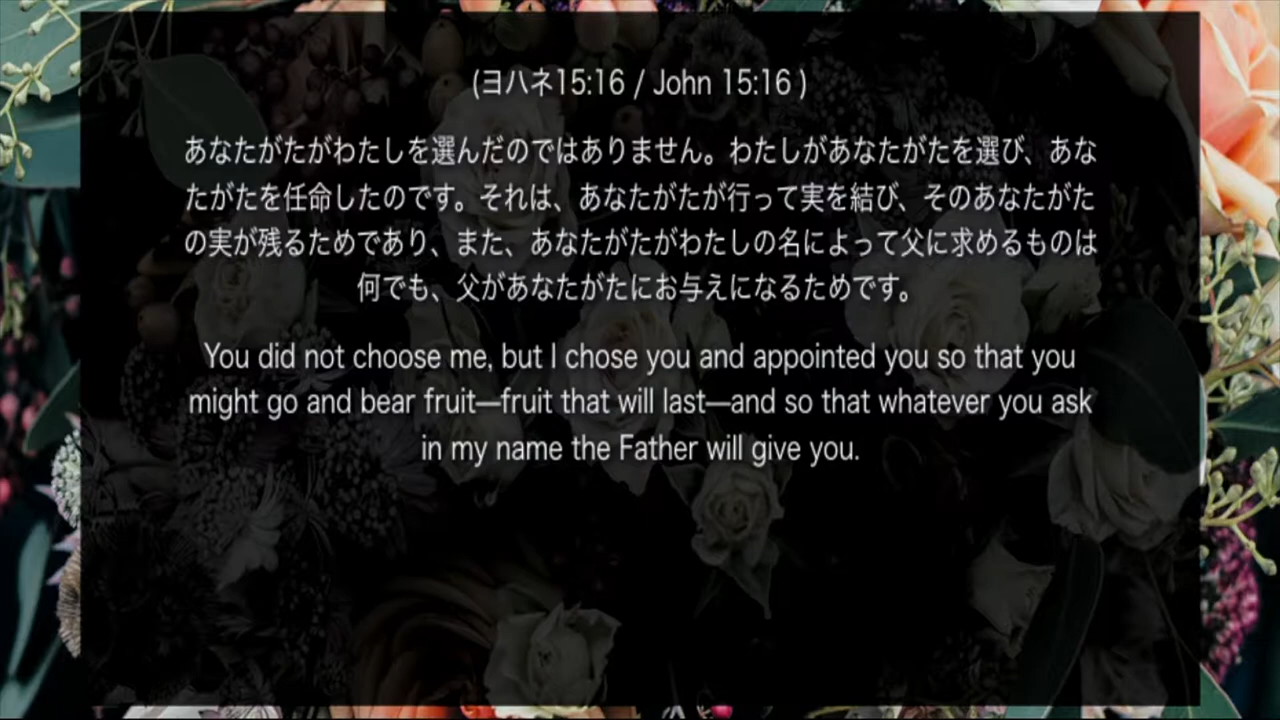 (ヨハネ15:16 / John 15:16 )
あなたがたがわたしを選んだのではありません。わたしがあなたがたを選び、あな
たがたを任命したのです。それは、あなたがたが行って実を結び、そのあなたがた
の実が残るためであり、また、あなたがたがわたしの名によって父に求めるものは
何でも、父があなたがたにお与えになるためです。
You did not choose me, but I chose you and appointed you so that you
might go and bear fruit—fruit that will last—and so that whatever you ask
in my name the Father will give you.